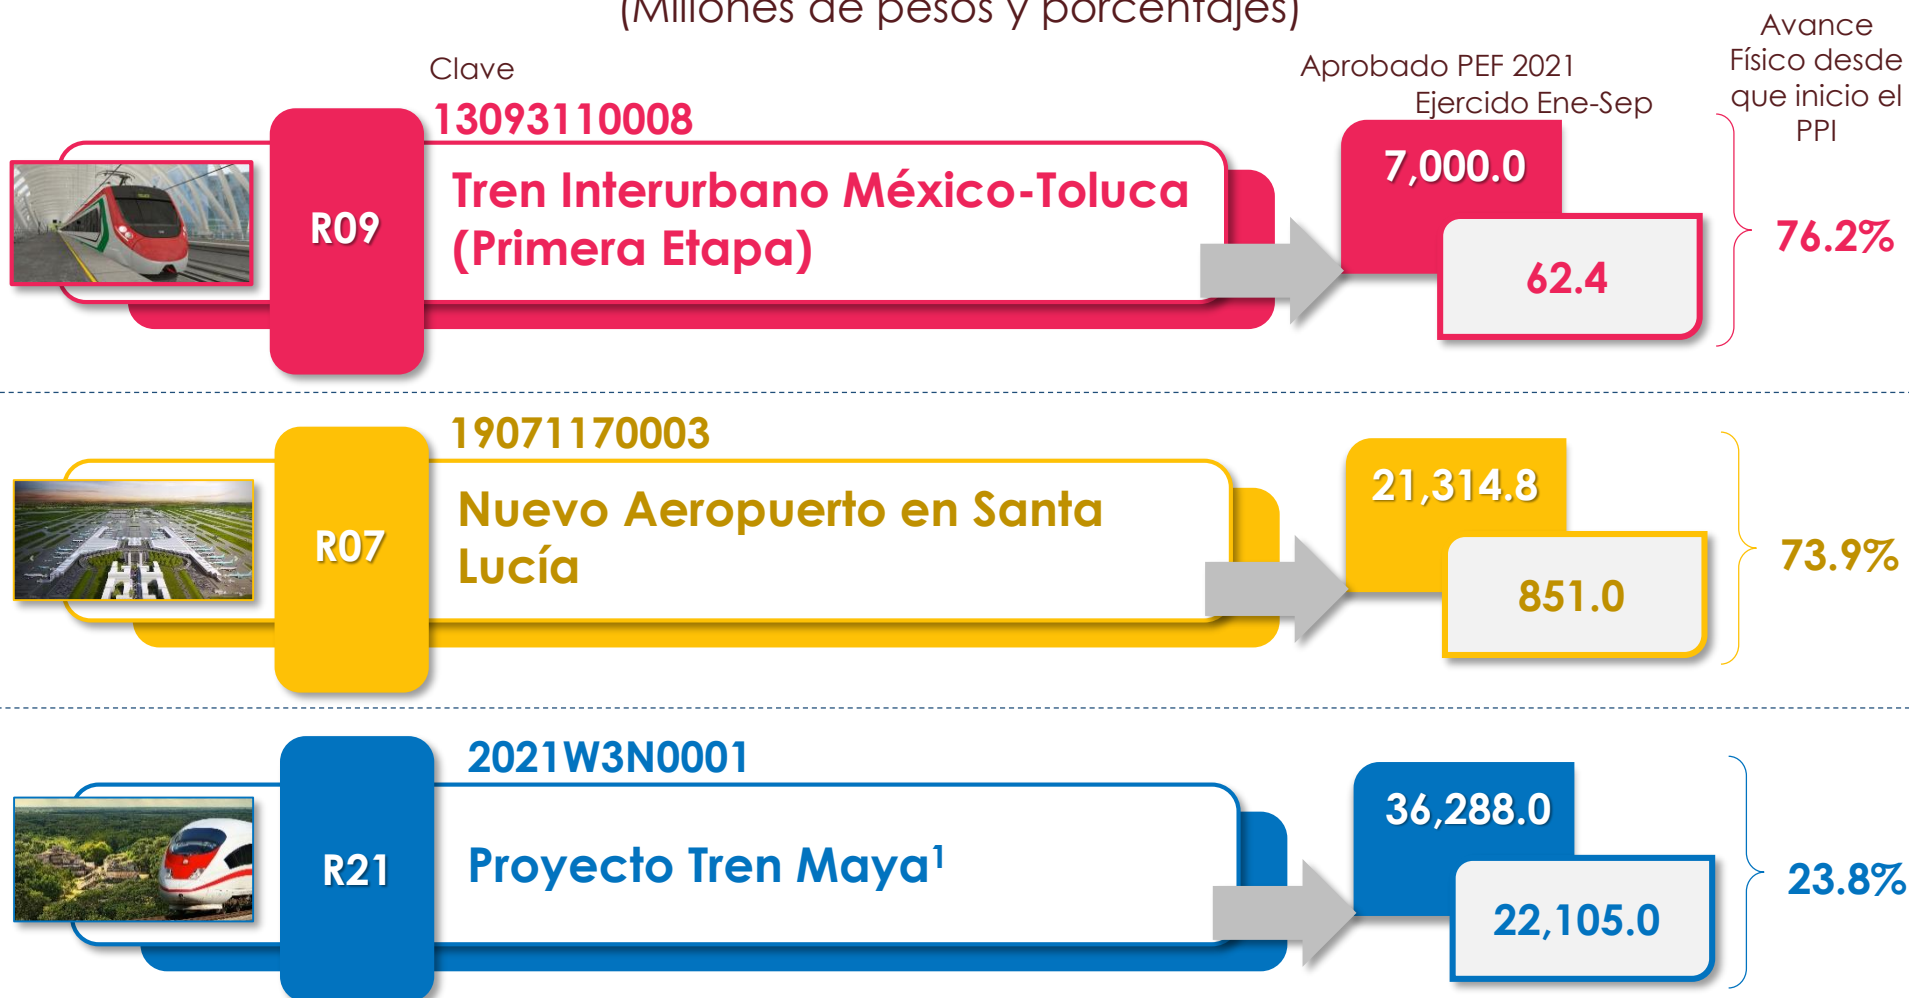 (Millones de pesos y porcentajes)
Avance
Físico desde
que inicio el
PPI
Clave
Aprobado PEF 2021
Ejercido Ene-Sep
13093110008
R09
Tren Interurbano México-Toluca
(Primera Etapa)
7,000.0
62.4
76.2%
19071170003
R07
Nuevo Aeropuerto en Santa
Lucía
21,314.8
851.0
73.9%
2021W3N0001
R21
Proyecto Tren Maya¹
36,288.0
22,105.0
23.8%